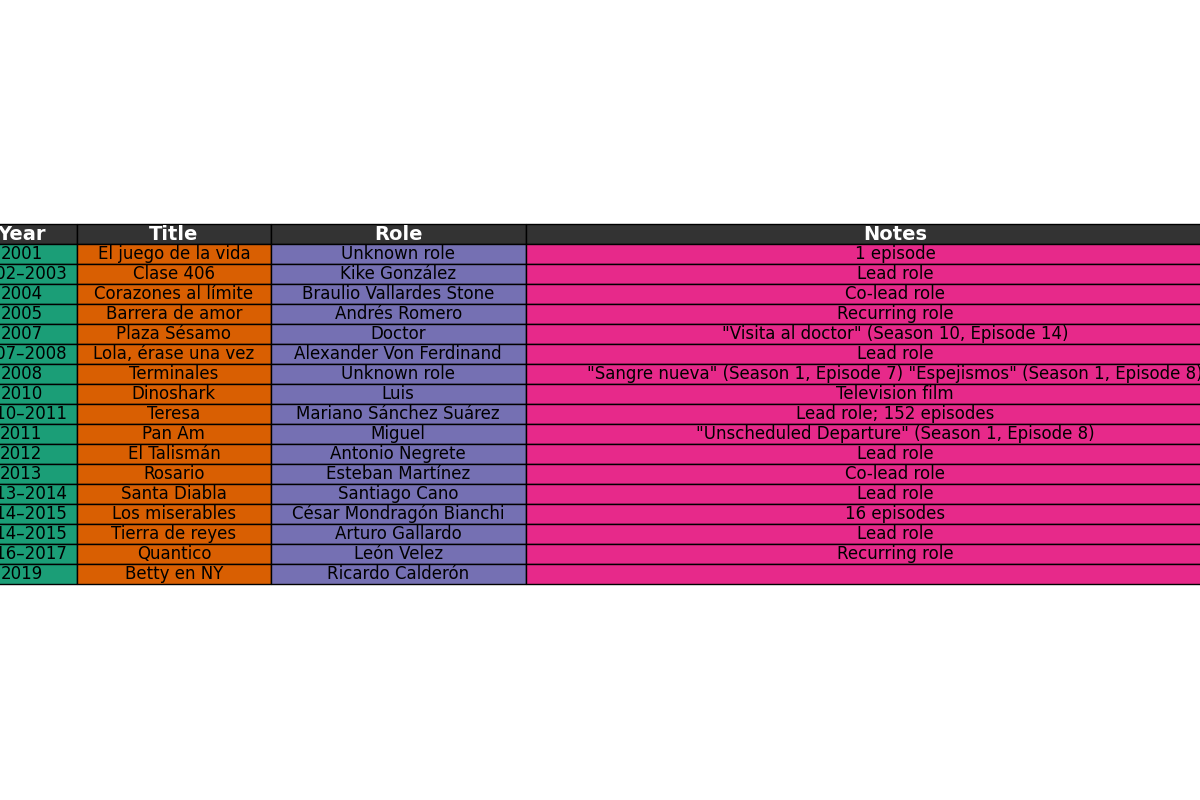 Year Title Role Notes
2001 El juego de la vida Unknown role 1 episode
02–2003 Clase 406 Kike González Lead role
2004 Corazones al límite Braulio Vallardes Stone Co-lead role
2005 Barrera de amor Andrés Romero Recurring role
2007 Plaza Sésamo Doctor "Visita al doctor" (Season 10, Episode 14)
07–2008 Lola, érase una vez Alexander Von Ferdinand Lead role
2008 Terminales Unknown role "Sangre nueva" (Season 1, Episode 7) "Espejismos" (Season 1, Episode 8)
2010 Dinoshark Luis Television film
10–2011 Teresa Mariano Sánchez Suárez Lead role; 152 episodes
2011 Pan Am Miguel "Unscheduled Departure" (Season 1, Episode 8)
2012 El Talismán Antonio Negrete Lead role
2013 Rosario Esteban Martínez Co-lead role
13–2014 Santa Diabla Santiago Cano Lead role
14–2015 Los miserables César Mondragón Bianchi 16 episodes
14–2015 Tierra de reyes Arturo Gallardo Lead role
16–2017 Quantico León Velez Recurring role
2019 Betty en NY Ricardo Calderón